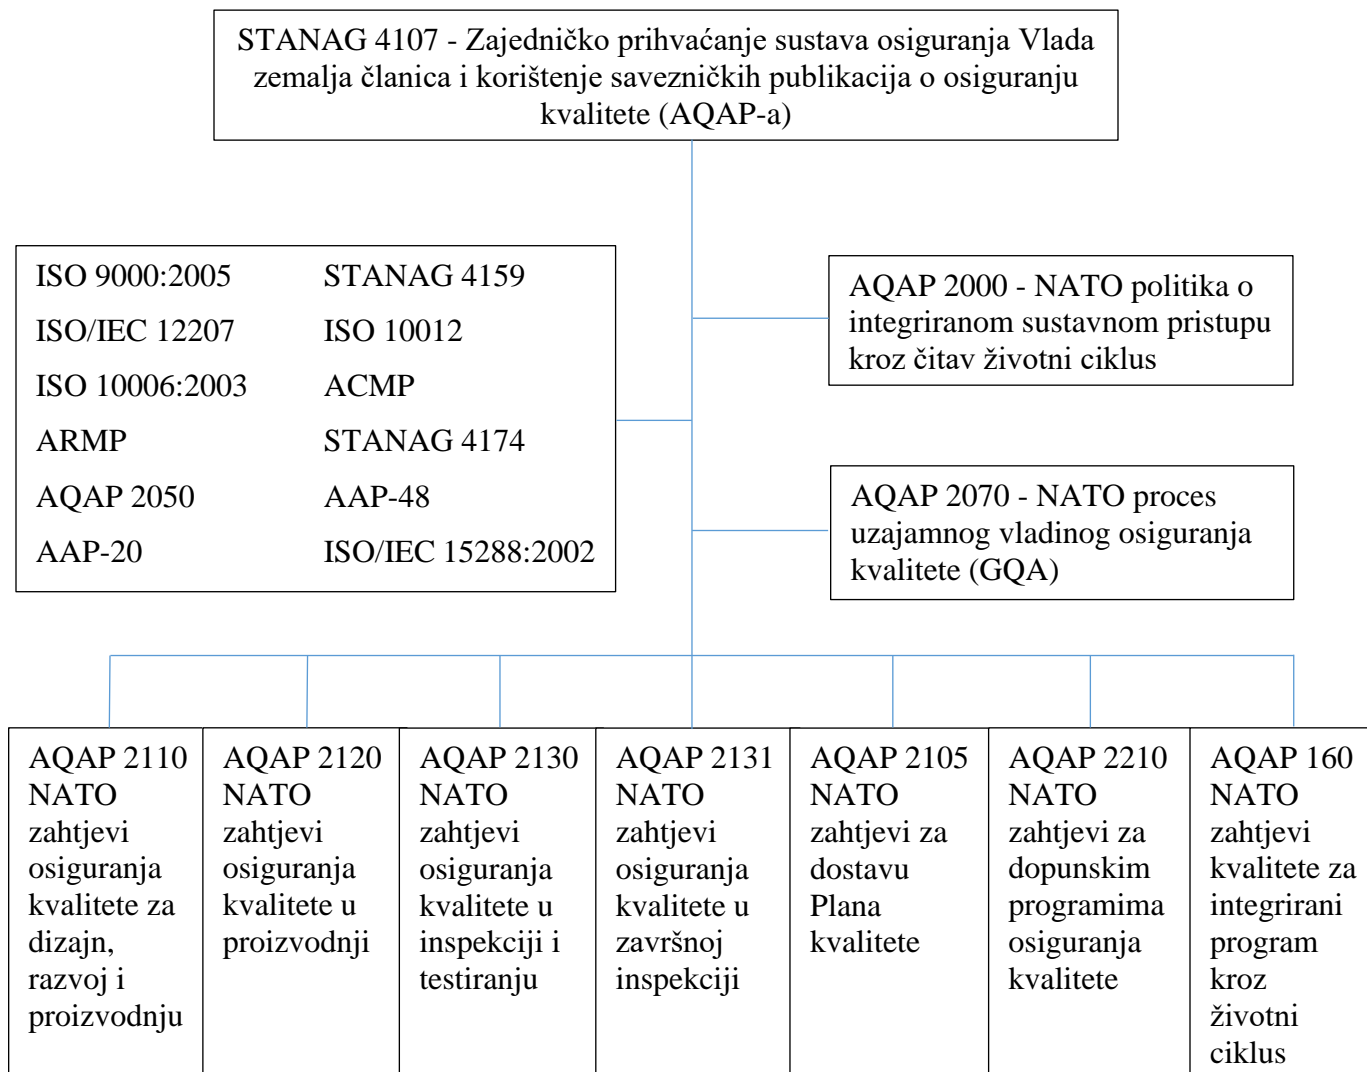 STANAG 4107 - Zajedničko prihvaćanje sustava osiguranja Vlada
zemalja članica i korištenje savezničkih publikacija o osiguranju
kvalitete (AQAP-a)
ISO 9000:2005
STANAG 4159
ISO/IEC 12207
ISO 10012
ISO 10006:2003
ACMP
ARMP
STANAG 4174
AQAP 2050
AAP-48
AAP-20
ISO/IEC 15288:2002
AQAP 2000 - NATO politika o
integriranom sustavnom pristupu
kroz čitav životni ciklus
AQAP 2070 - NATO proces
uzajamnog vladinog osiguranja
kvalitete (GQA)
AQAP 2110
NATO
zahtjevi
osiguranja
kvalitete za
dizajn,
razvoj i
proizvodnju
AQAP 2120
NATO
zahtjevi
osiguranja
kvalitete u
proizvodnji
AQAP 2130
NATO
zahtjevi
osiguranja
kvalitete u
inspekciji i
testiranju
AQAP 2131
NATO
zahtjevi
osiguranja
kvalitete u
završnoj
inspekciji
AQAP 2105
NATO
zahtjevi za
dostavu
Plana
kvalitete
AQAP 2210
NATO
zahtjevi za
dopunskim
programima
osiguranja
kvalitete
AQAP 160
NATO
zahtjevi
kvalitete za
integrirani
program
kroz
životni
ciklus